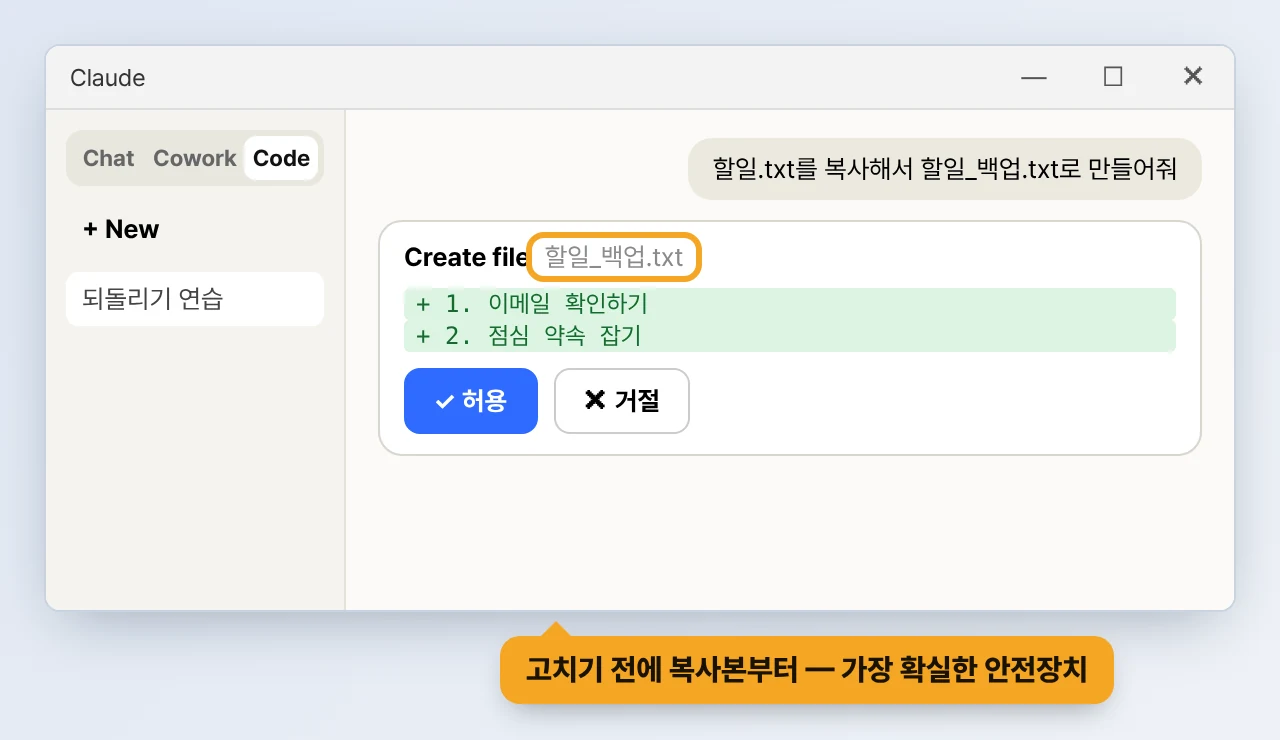 Claude
Chat Cowork Code
+ New
되돌리기 연습
할일.txt를 복사해서 할일_백업.txt로 만들어줘
Create file 할일_백업.txt
+ 1. 이메일 확인하기
+ 2. 점심 약속 잡기
✓ 허용
✕ 거절
고치기 전에 복사본부터 — 가장 확실한 안전장치